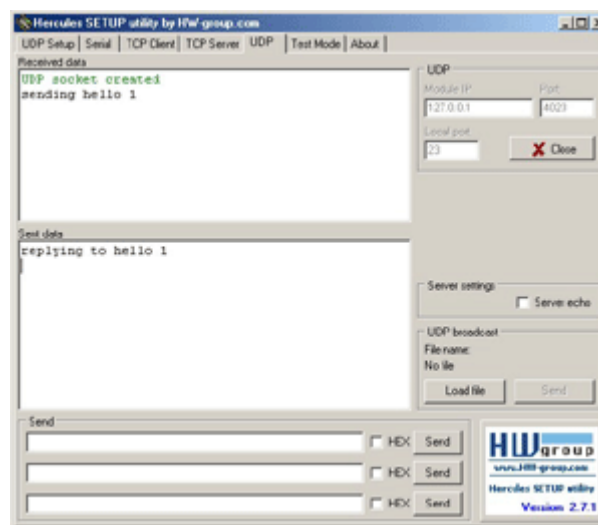 Hercules SETUP utility by HW-group.com
UDP Setup Serial TCP Client TCP Server UDP Test Mode About
Received data
UDP socket created
sending hello 1
UDP
Module IP Port
127.0.0.1 4023
Local port
23 Close
Sent data
replying to hello 1
Server settings
Server echo
UDP broadcast
File name:
No file
Load file Send
Send
HEX Send
HEX Send
HEX Send
HWgroup
www.HW-group.com
Hercules SETUP utility
Version 2.7.1